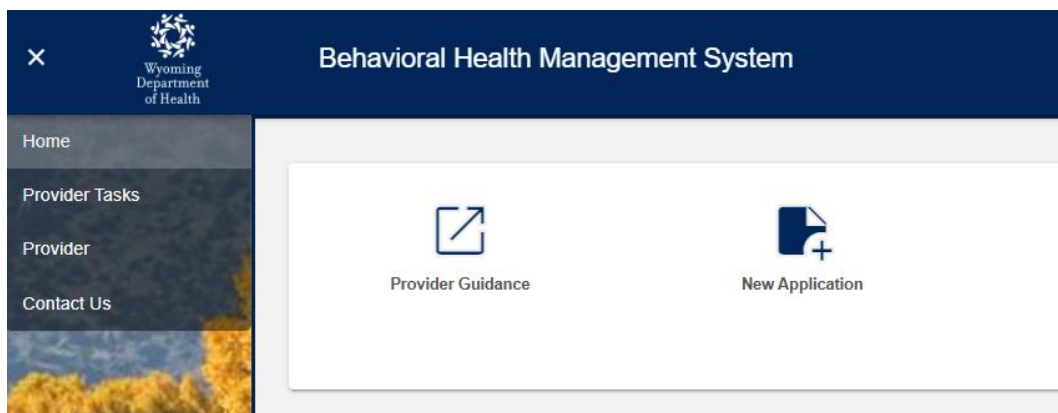 Wyoming
Department
of Health
Behavioral Health Management System
Home
Provider Tasks
Provider
Contact Us
Provider Guidance
New Application